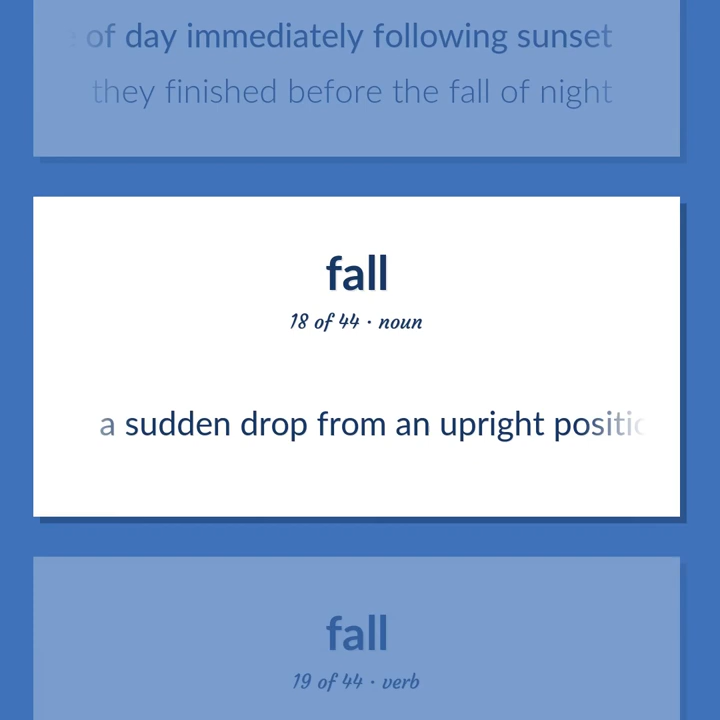 of day immediately following sunset
they finished before the fall of night
fall
18 of 44 · noun
a sudden drop from an upright
fall
19 of 44 · verb